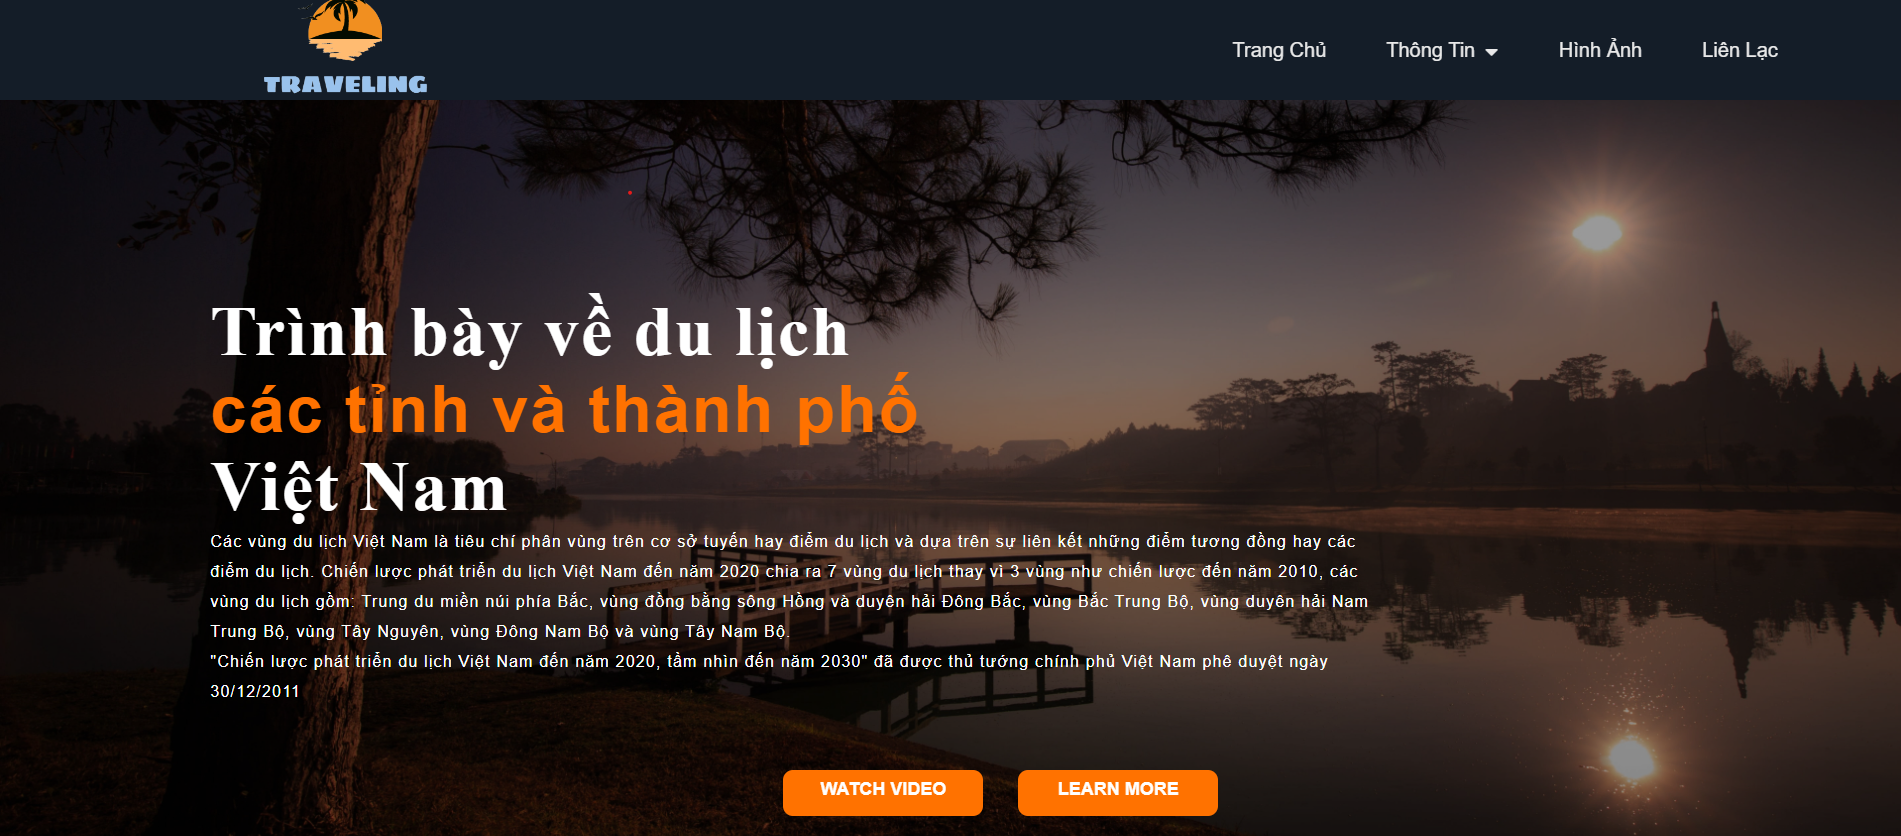 TRAVELING
Trang Chủ
Thông Tin
Hình Ảnh
Liên Lạc
Trình bày về du lịch
các tỉnh và thành phố
Việt Nam
Các vùng du lịch Việt Nam là tiêu chí phân vùng trên cơ sở tuyến hay điểm du lịch và dựa trên sự liên kết những điểm tương đồng hay các
điểm du lịch. Chiến lược phát triển du lịch Việt Nam đến năm 2020 chia ra 7 vùng du lịch thay vì 3 vùng như chiến lược đến năm 2010, các
vùng du lịch gồm: Trung du miền núi phía Bắc, vùng đồng bằng sông Hồng và duyên hải Đông Bắc, vùng Bắc Trung Bộ, vùng duyên hải Nam
Trung Bộ, vùng Tây Nguyên, vùng Đông Nam Bộ và vùng Tây Nam Bộ.
"Chiến lược phát triển du lịch Việt Nam đến năm 2020, tầm nhìn đến năm 2030" đã được thủ tướng chính phủ Việt Nam phê duyệt ngày
30/12/2011
WATCH VIDEO
LEARN MORE